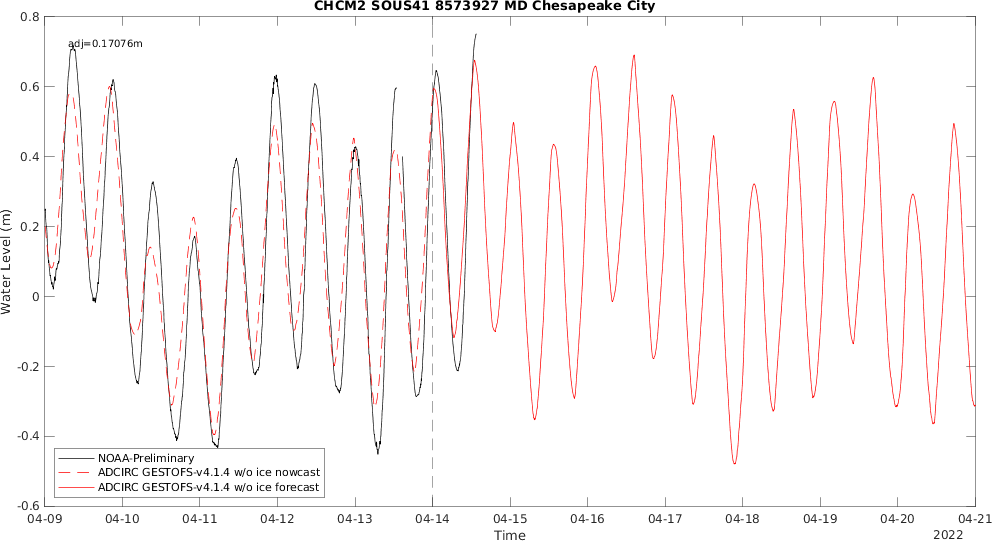 CHCM2 SOUS41 8573927 MD Chesapeake City
adj=0.17076m
0.8
0.6
0.4
0.2
0
-0.2
-0.4
-0.6
Water Level (m)
NOAA-Preliminary
ADCIRC GESTOFS-v4.1.4 w/o ice nowcast
ADCIRC GESTOFS-v4.1.4 w/o ice forecast
04-09 04-10 04-11 04-12 04-13 04-14 04-15 04-16 04-17 04-18 04-19 04-20 04-21
Time
2022